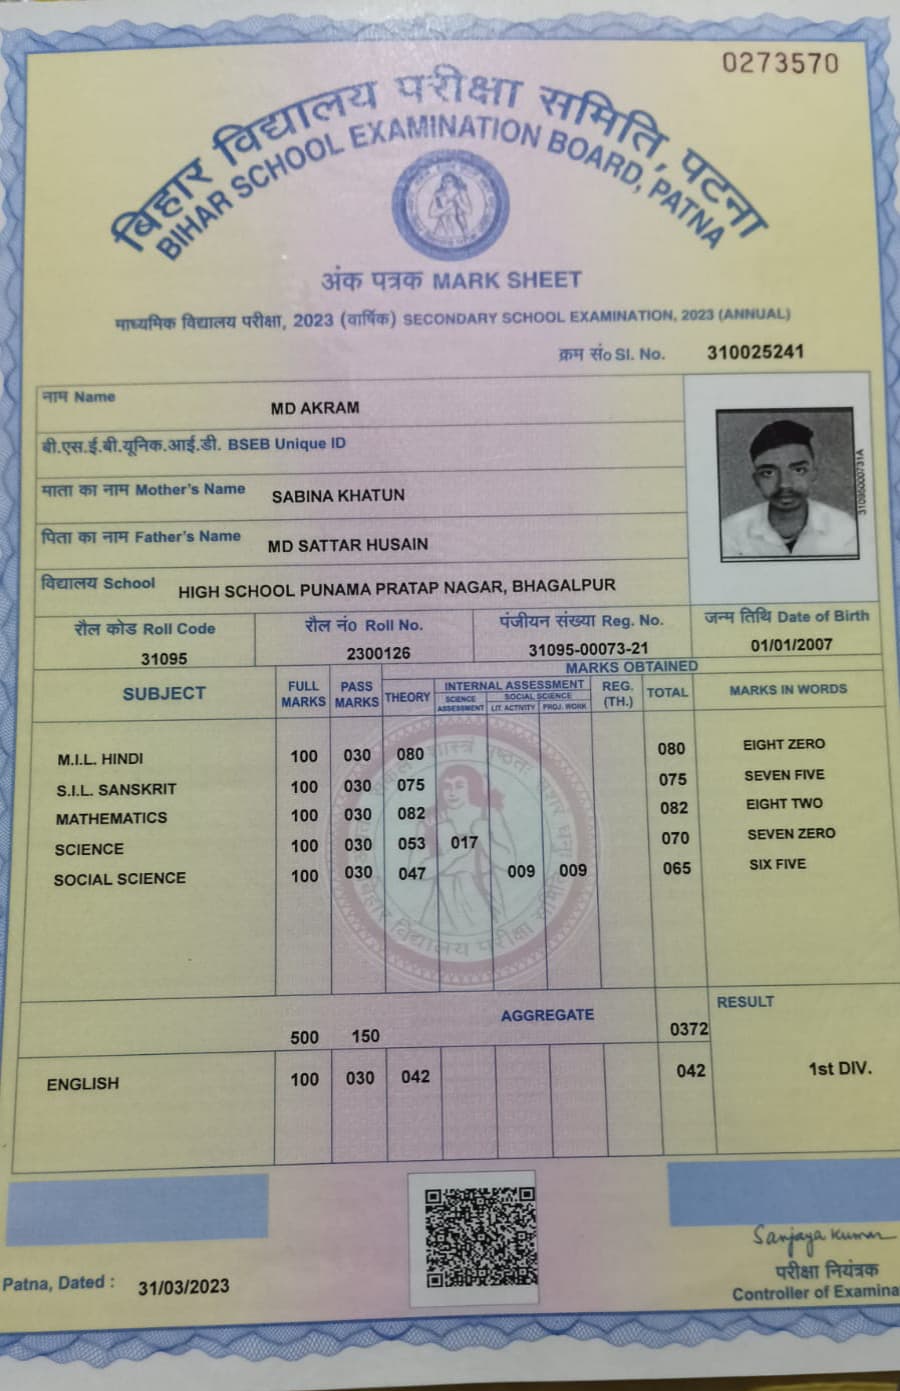 0273570
बिहार विद्यालय परीक्षा समिति, पटना
BIHAR SCHOOL EXAMINATION BOARD, PATNA
अंक पत्रक MARK SHEET
माध्यमिक विद्यालय परीक्षा, 2023 (वार्षिक) SECONDARY SCHOOL EXAMINATION, 2023 (ANNUAL)
क्रम सं० SI. No. 310025241
नाम Name MD AKRAM
बी.एस.ई.बी.यूनिक.आई.डी. BSEB Unique ID
माता का नाम Mother's Name SABINA KHATUN
पिता का नाम Father's Name MD SATTAR HUSAIN
विद्यालय School HIGH SCHOOL PUNAMA PRATAP NAGAR, BHAGALPUR
310950000731A
रौल कोड Roll Code रौल नं० Roll No. पंजीयन संख्या Reg. No. जन्म तिथि Date of Birth
31095 2300126 31095-00073-21 01/01/2007
MARKS OBTAINED
SUBJECT FULL MARKS PASS MARKS THEORY INTERNAL ASSESSMENT REG. (TH.) TOTAL MARKS IN WORDS
SCIENCE ASSESSMENT SOCIAL SCIENCE
LIT. ACTIVITY PROJ. WORK
M.I.L. HINDI 100 030 080 080 EIGHT ZERO
S.I.L. SANSKRIT 100 030 075 075 SEVEN FIVE
MATHEMATICS 100 030 082 082 EIGHT TWO
SCIENCE 100 030 053 017 070 SEVEN ZERO
SOCIAL SCIENCE 100 030 047 009 009 065 SIX FIVE
बिहार विद्यालय परीक्षा समिति
500 150 AGGREGATE 0372 RESULT
ENGLISH 100 030 042 042 1st DIV.
Sanjaya Kumar
परीक्षा नियंत्रक
Patna, Dated : 31/03/2023 Controller of Examina